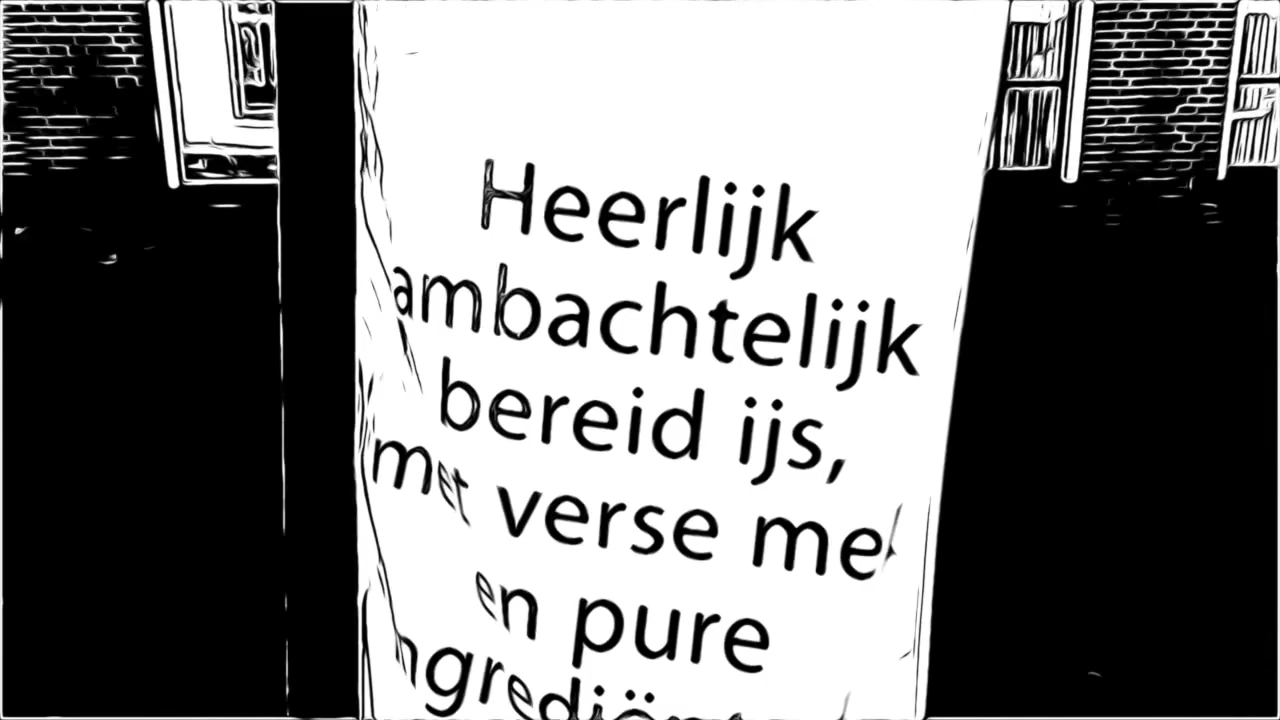 Heerlijk
ambachtelijk
bereid ijs,
met verse
en pure